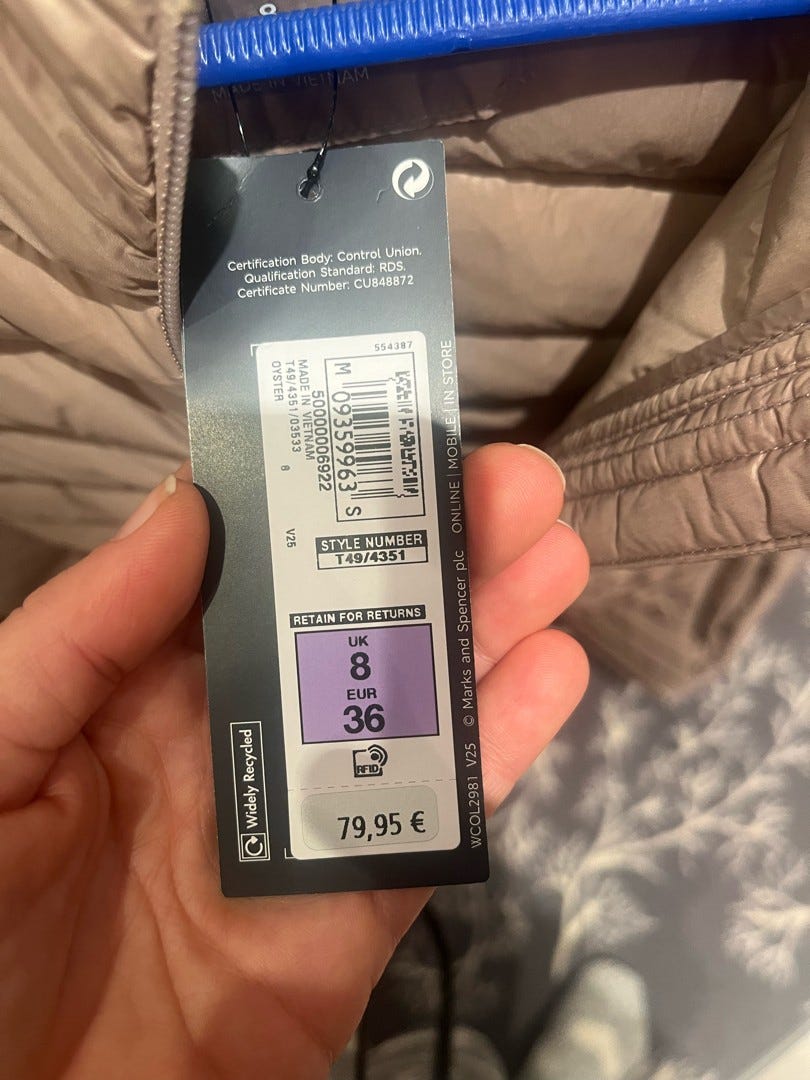 MADE IN VIETNAM
Certification Body: Control Union.
Qualification Standard: RDS.
Certificate Number: CU848872
554387
M 09359963 S
50000006922
MADE IN VIETNAM
T49/4351/03533
OYSTER
8
V25
STYLE NUMBER
T49/4351
RETAIN FOR RETURNS
UK
8
EUR
36
RFID
79,95 €
Widely Recycled
WCOL2981 V25 © Marks and Spencer plc ONLINE | MOBILE | IN STORE